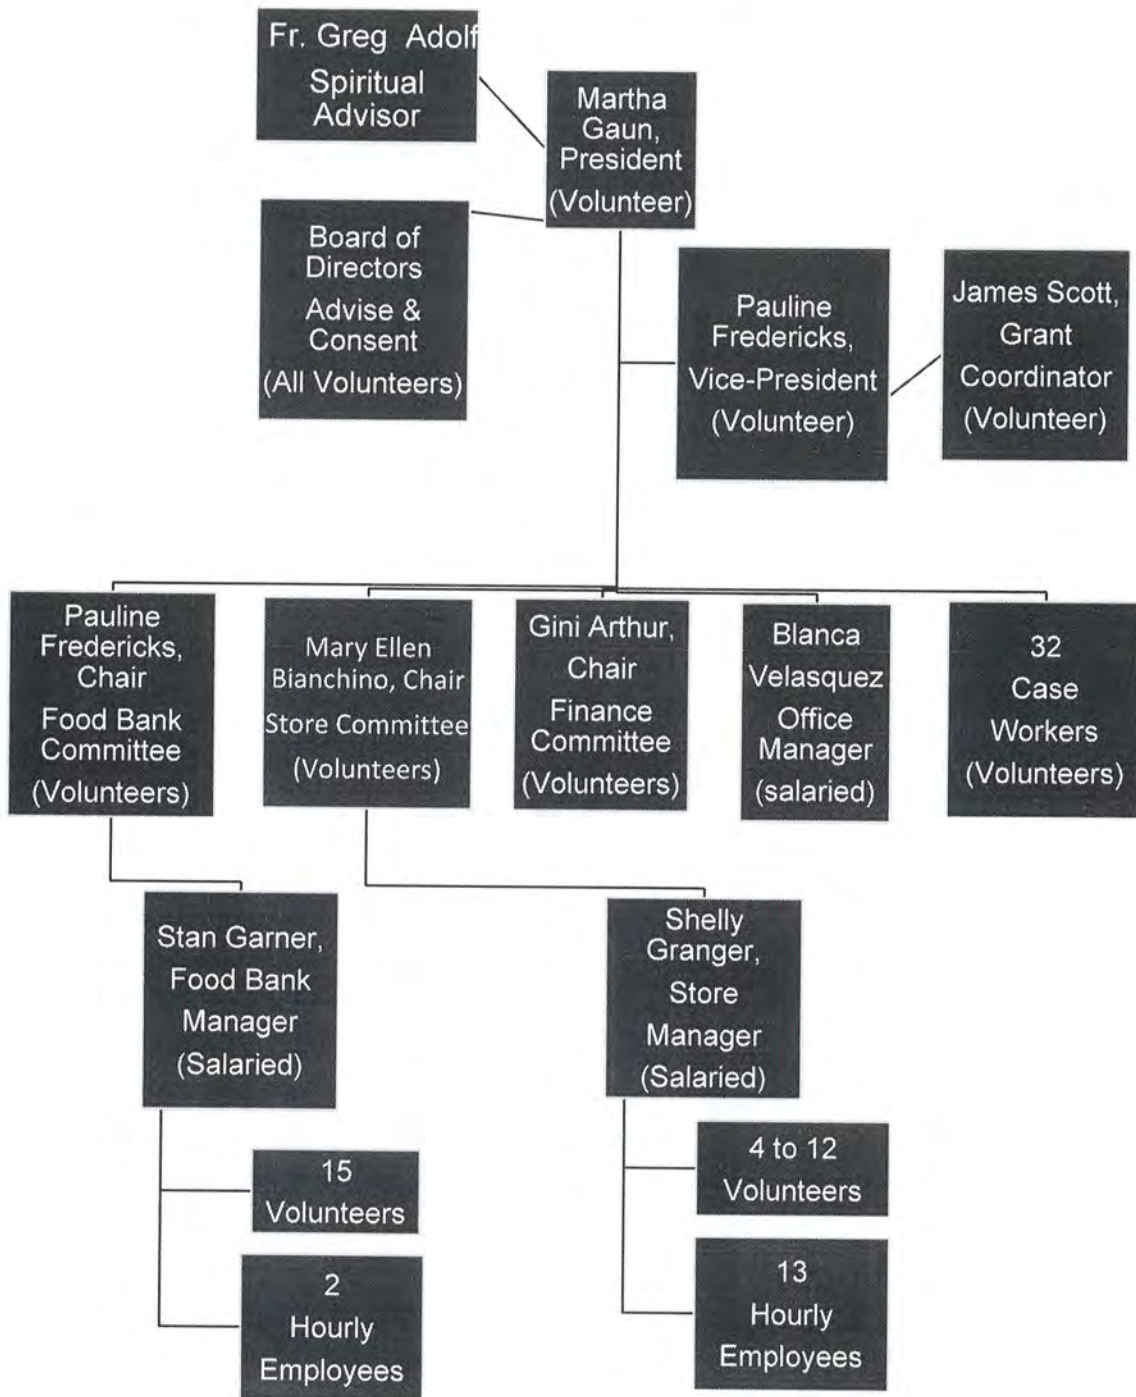 Fr. Greg Adolf
Spiritual
Advisor
Martha
Gaun,
President
(Volunteer)
Board of
Directors
Advise &
Consent
(All Volunteers)
Pauline
Fredericks,
Vice-President
(Volunteer)
James Scott,
Grant
Coordinator
(Volunteer)
Pauline
Fredericks,
Chair
Food Bank
Committee
(Volunteers)
Mary Ellen
Bianchino, Chair
Store Committee
(Volunteers)
Gini Arthur,
Chair
Finance
Committee
(Volunteers)
Blanca
Velasquez
Office
Manager
(salaried)
32
Case
Workers
(Volunteers)
Stan Garner,
Food Bank
Manager
(Salaried)
Shelly
Granger,
Store
Manager
(Salaried)
15
Volunteers
2
Hourly
Employees
4 to 12
Volunteers
13
Hourly
Employees